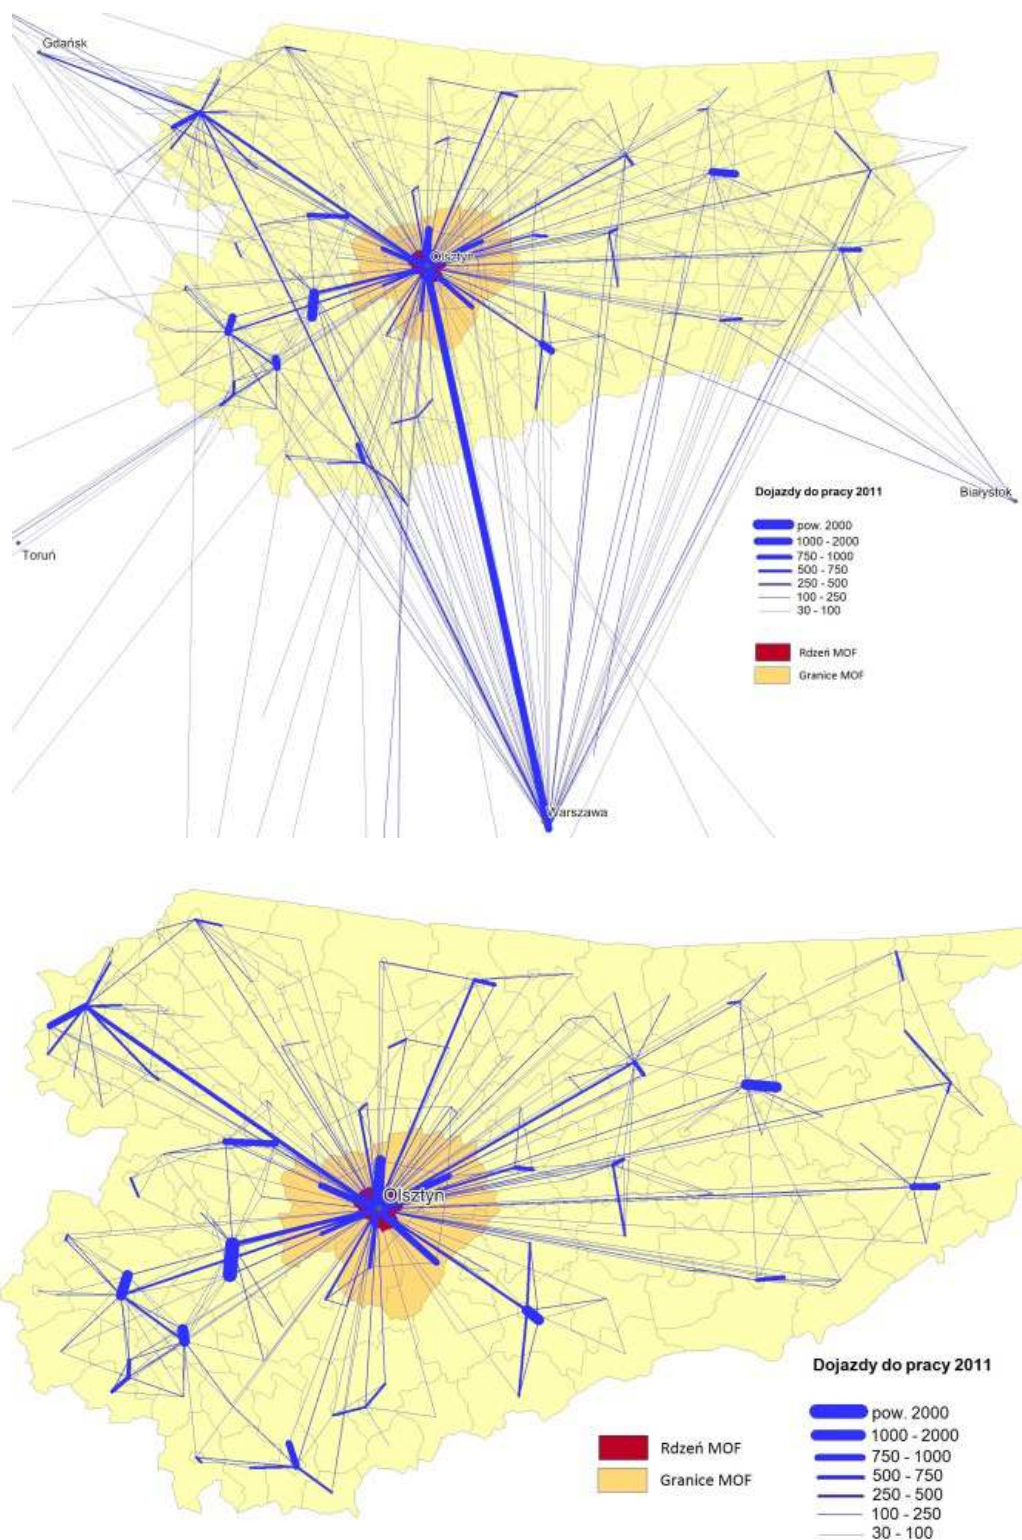 Gdańsk
Olsztyn
Dojazdy do pracy 2011
Białystok
pow. 2000
1000 - 2000
Toruń
750 - 1000
500 - 750
250 - 500
100 - 250
30 - 100
Rdzeń MOF
Granice MOF
Warszawa
Olsztyn
Dojazdy do pracy 2011
pow. 2000
1000 - 2000
Rdzeń MOF
750 - 1000
500 - 750
Granice MOF
250 - 500
100 - 250
30 - 100